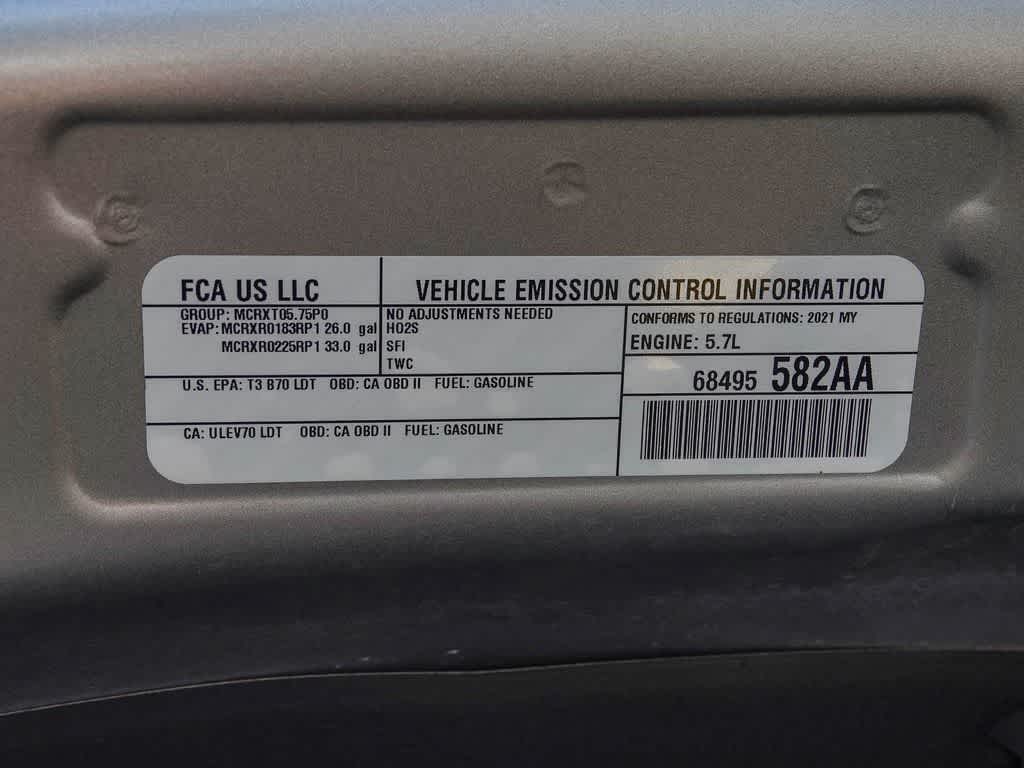 FCA US LLC
VEHICLE EMISSION CONTROL INFORMATION
GROUP: MCRXT05.75P0
EVAP: MCRXR0183RP1 26.0 gal
MCRXR0225RP1 33.0 gal
NO ADJUSTMENTS NEEDED
HO2S
SFI
TWC
CONFORMS TO REGULATIONS: 2021 MY
ENGINE: 5.7L
68495 582AA
U.S. EPA: T3 B70 LDT OBD: CA OBD II FUEL: GASOLINE
CA: ULEV70 LDT OBD: CA OBD II FUEL: GASOLINE